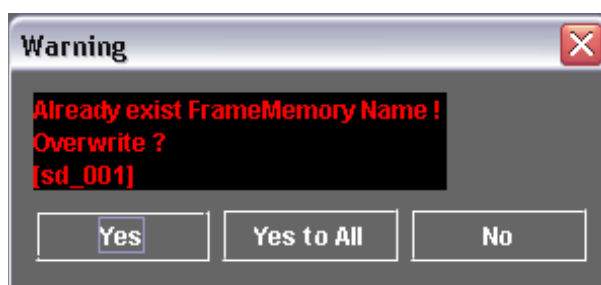 Warning
Already exist FrameMemory Name !
Overwrite ?
[sd_001]
Yes
Yes to All
No